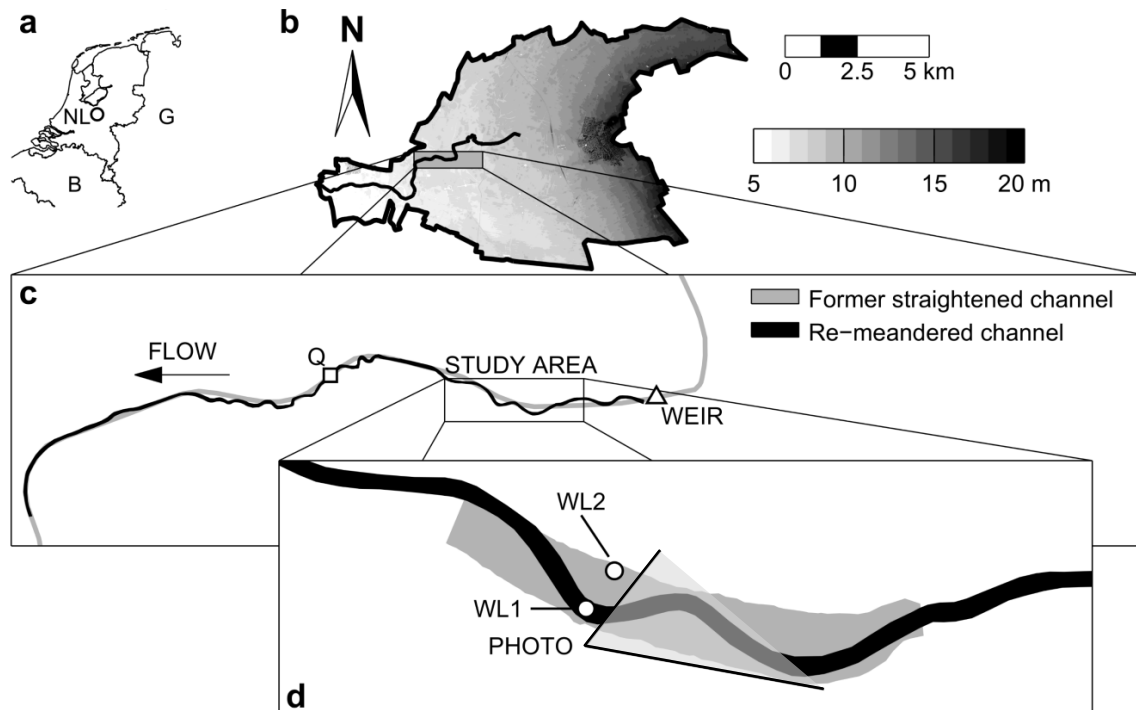 a
NL
G
B
b
N
0 2.5 5 km
5 10 15 20 m
c
Former straightened channel
Re-meandered channel
FLOW
Q
STUDY AREA
WEIR
WL2
WL1
PHOTO
d